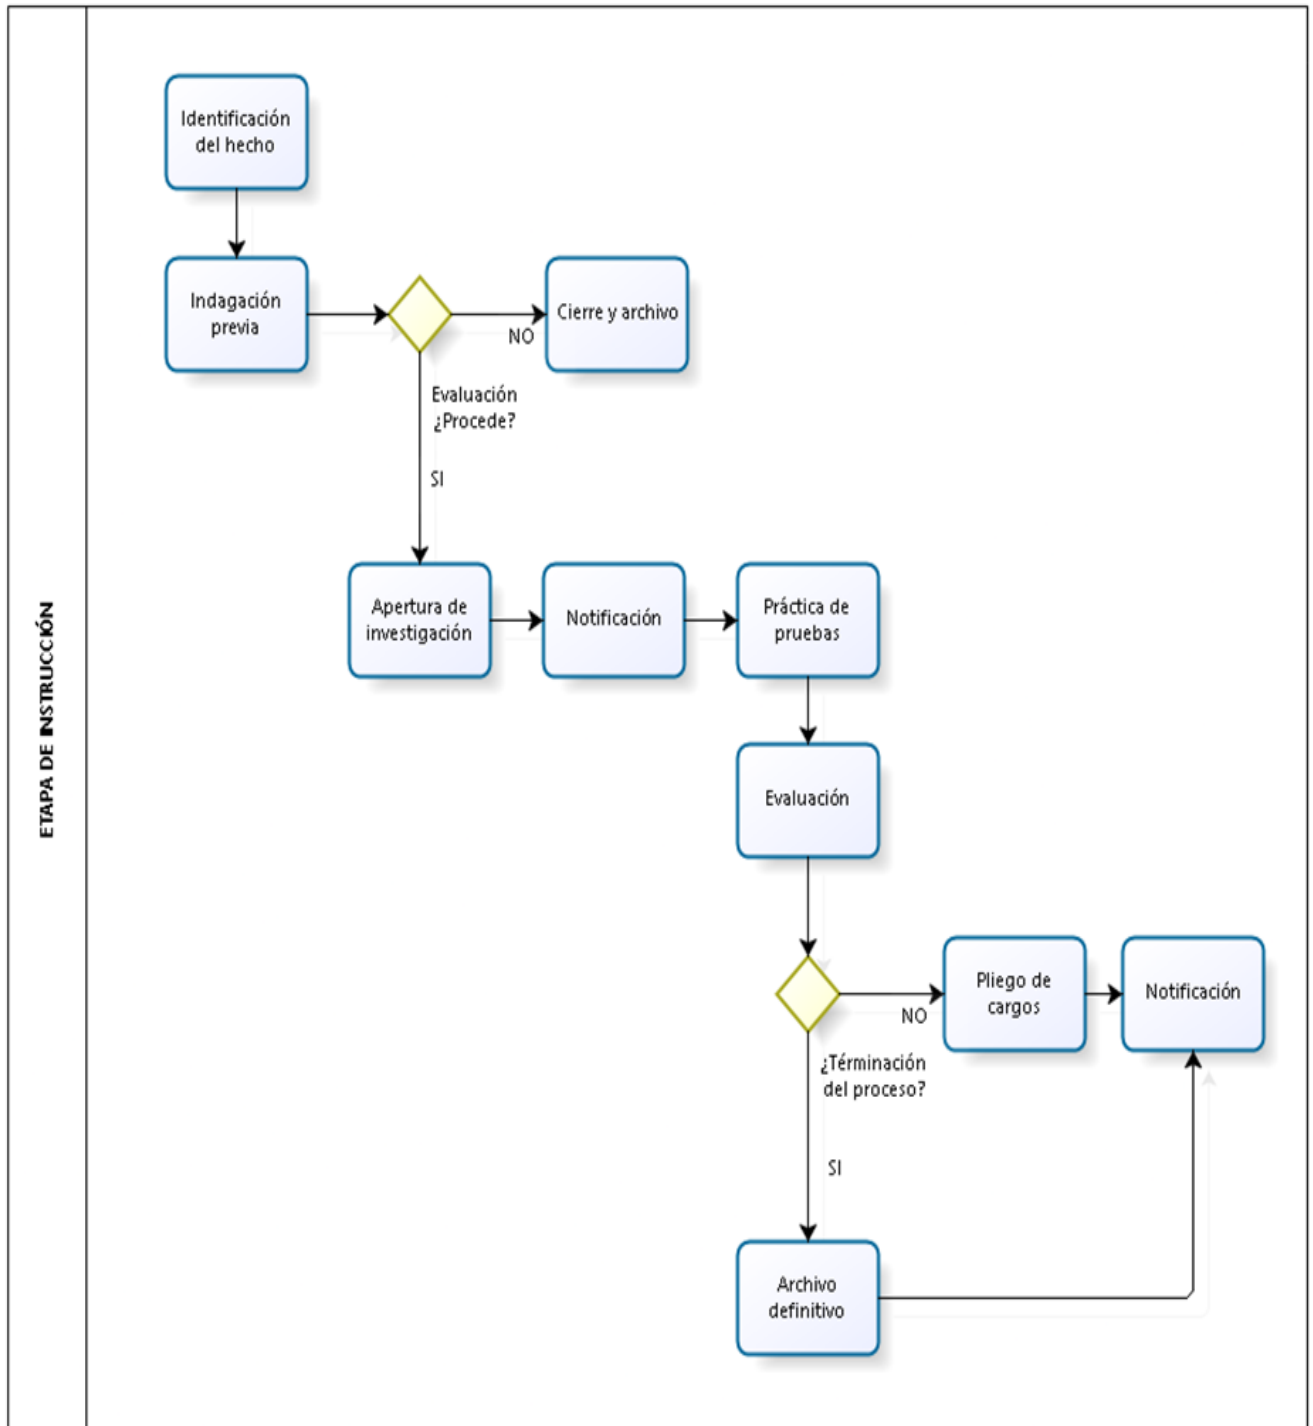 ETAPA DE INSTRUCCIÓN
Identificación
del hecho
Indagación
previa
NO
Cierre y archivo
Evaluación
¿Procede?
SI
Apertura de
investigación
Notificación
Práctica de
pruebas
Evaluación
NO
Pliego de
cargos
Notificación
¿Términación
del proceso?
SI
Archivo
definitivo